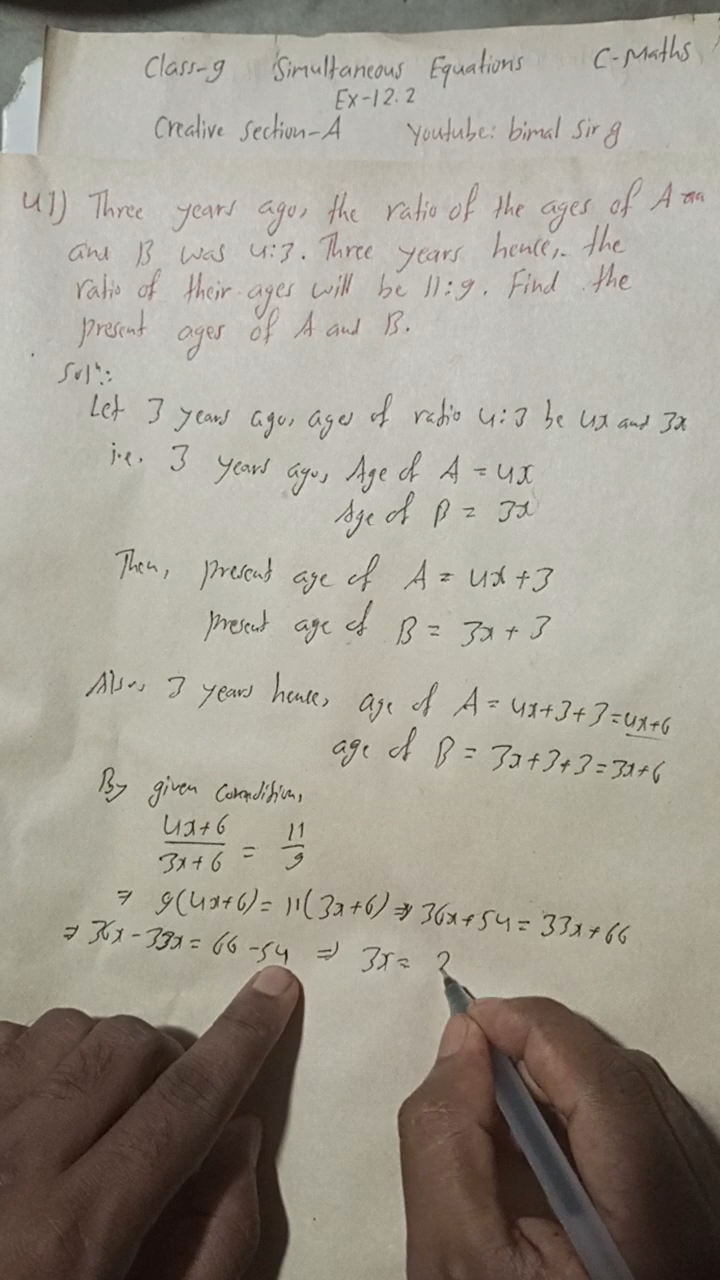 Class-9 Simultaneous Equations C-Maths
Ex-12.2
Creative section-A Youtube: bimal sir 9
41) Three years ago, the ratio of the ages of A
and B was 4:3. Three years hence, the
ratio of their ages will be 11:9. Find the
present ages of A and B.
Solⁿ:
Let 3 years ago, ages of ratio 4:3 be 4x and 3x
i.e. 3 years ago, Age of A = 4x
Age of B = 3x
Then, present age of A = 4x+3
present age of B = 3x+3
Also, 3 years hence, age of A = 4x+3+3=4x+6
age of B = 3x+3+3=3x+6
By given condition,
4x+6/3x+6 = 11/9
⇒ 9(4x+6) = 11(3x+6) ⇒ 36x+54 = 33x+66
⇒ 36x-33x = 66-54 ⇒ 3x =